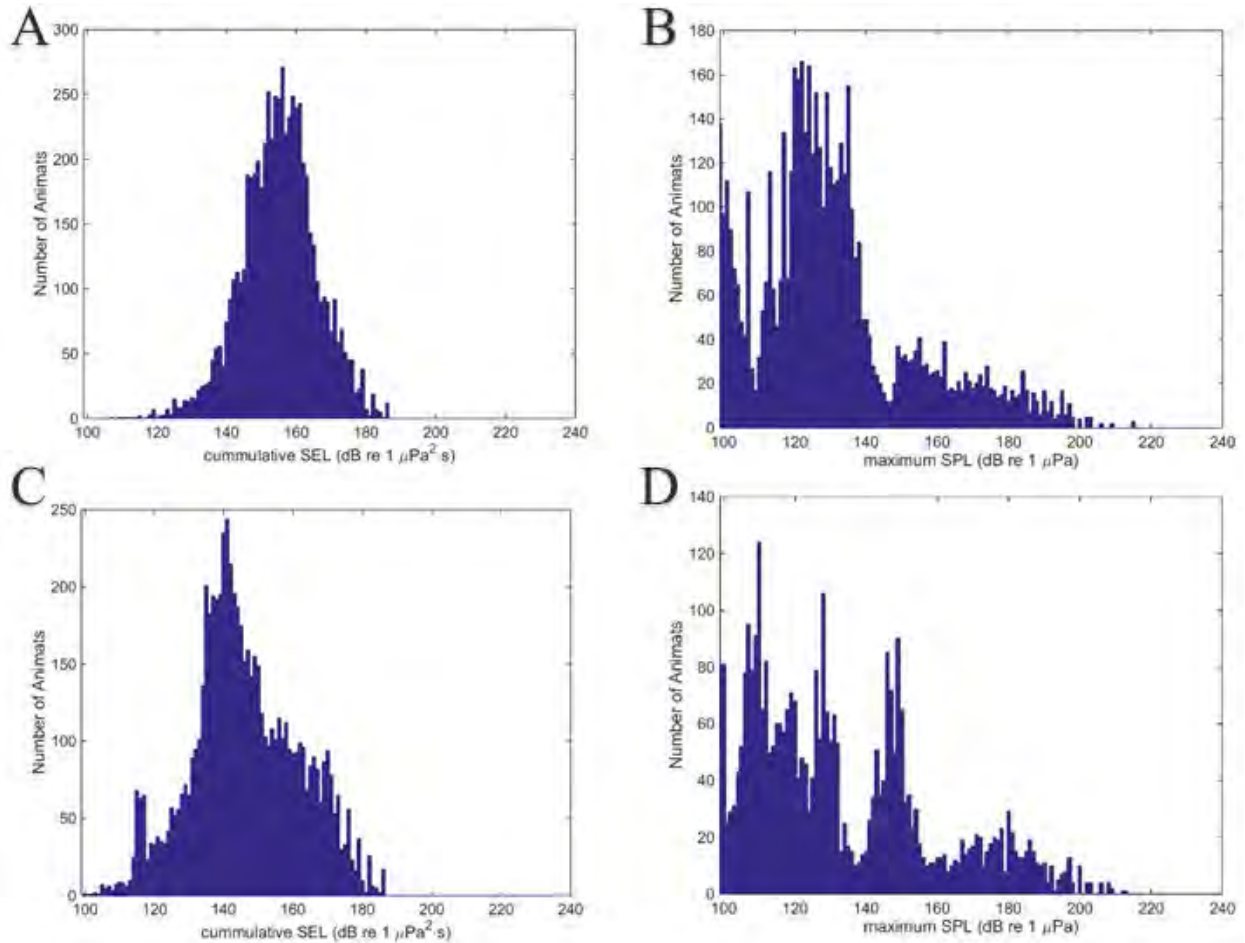 A
300
250
200
150
100
50
0
Number of Animats
100 120 140 160 180 200 220 240
cummulative SEL (dB re 1 μPa² s)
B
180
160
140
120
100
80
60
40
20
0
Number of Animats
100 120 140 160 180 200 220 240
maximum SPL (dB re 1 μPa)
C
250
200
150
100
50
0
Number of Animats
100 120 140 160 180 200 220 240
cummulative SEL (dB re 1 μPa²·s)
D
140
120
100
80
60
40
20
0
Number of Animats
100 120 140 160 180 200 220 240
maximum SPL (dB re 1 μPa)